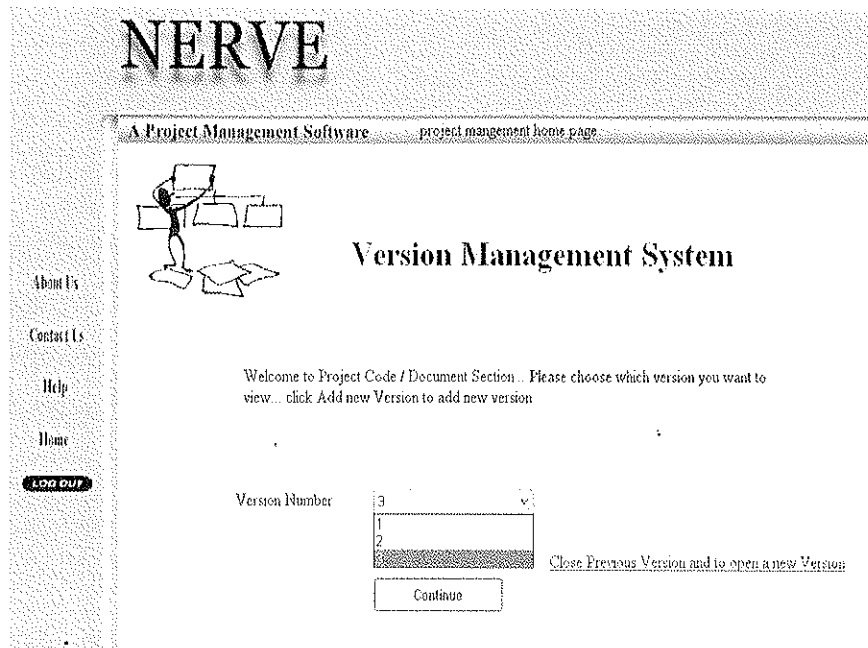 NERVE
A Project Management Software project mangement home page
Version Management System
About Us
Contact Us
Help
Home
LOG OUT
Welcome to Project Code / Document Section .. Please choose which version you want to
view... click Add new Version to add new version
Version Number 3
1
2
Close Previous Version and to open a new Version
Continue